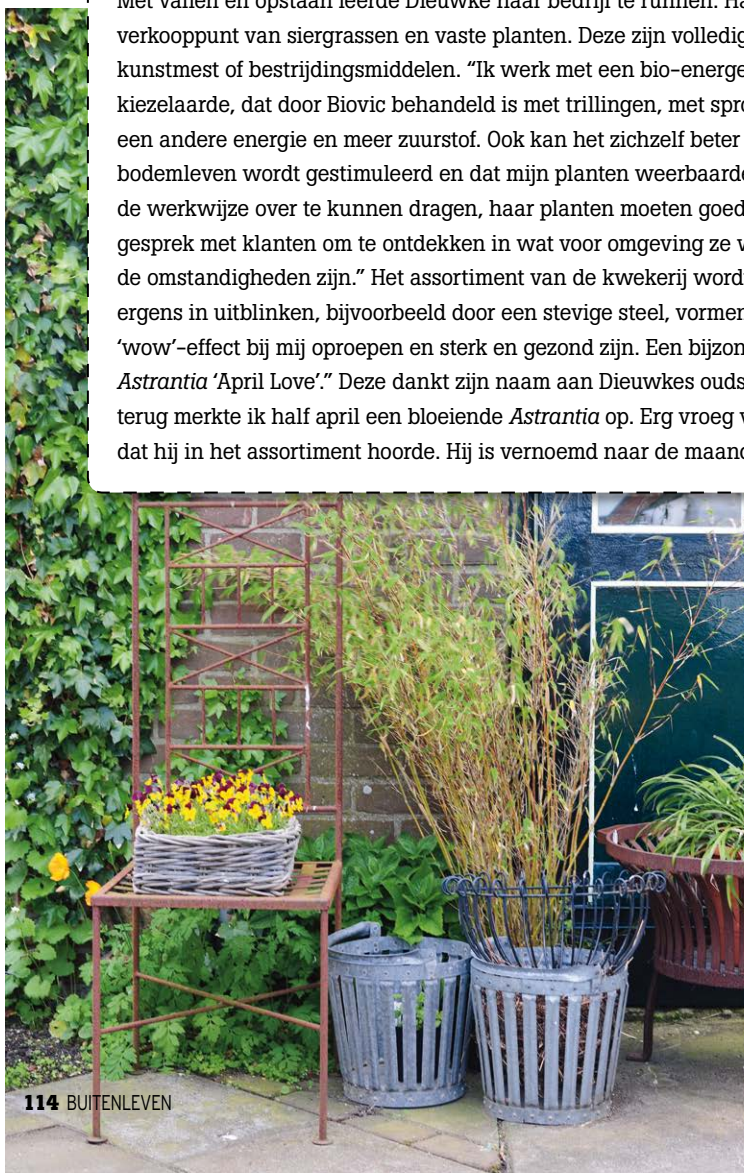 Met vallen en opstaan leerde Dieuwke haar bedrijf te runnen. Ha
verkooppunt van siergrassen en vaste planten. Deze zijn volledig
kunstmest of bestrijdingsmiddelen. “Ik werk met een bio-energe
kiezelaarde, dat door Biovic behandeld is met trillingen, met spro
een andere energie en meer zuurstof. Ook kan het zichzelf beter
bodemleven wordt gestimuleerd en dat mijn planten weerbaarde
de werkwijze over te kunnen dragen, haar planten moeten goed
gesprek met klanten om te ontdekken in wat voor omgeving ze w
de omstandigheden zijn.” Het assortiment van de kwekerij word
ergens in uitblinken, bijvoorbeeld door een stevige steel, vormen
‘wow’-effect bij mij oproepen en sterk en gezond zijn. Een bijzon
Astrantia ‘April Love’.” Deze dankt zijn naam aan Dieuwkes ouds
terug merkte ik half april een bloeiende Astrantia op. Erg vroeg v
dat hij in het assortiment hoorde. Hij is vernoemd naar de maand
114 BUITENLEVEN